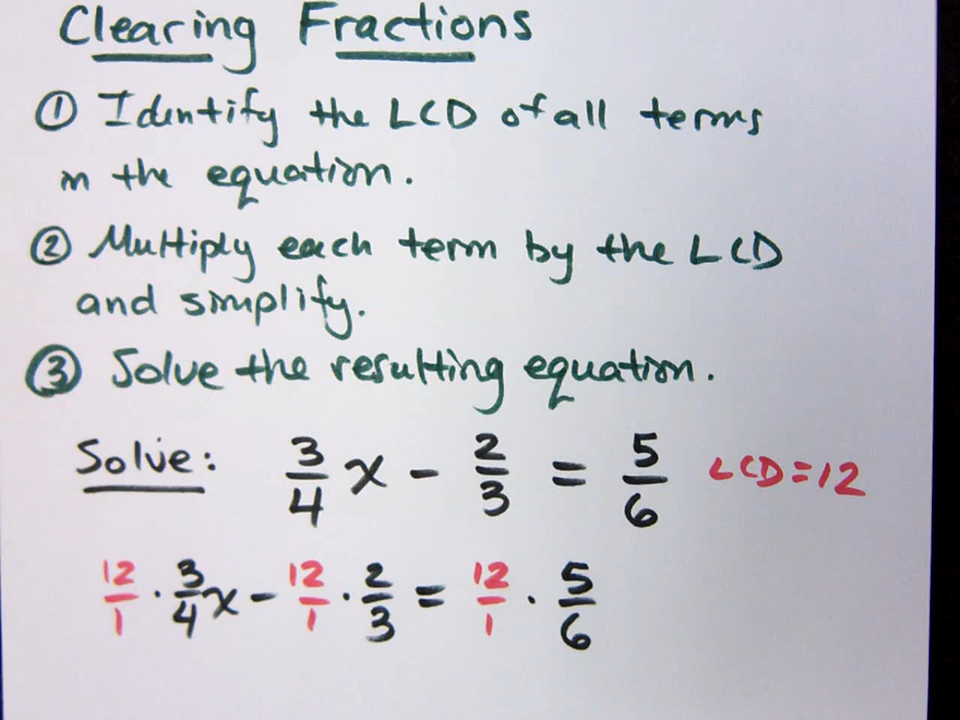 Clearing Fractions
① Identify the LCD of all terms
in the equation.
② Multiply each term by the LCD
and simplify.
③ Solve the resulting equation.
Solve: 3/4 x - 2/3 = 5/6 LCD=12
12/1 · 3/4 x - 12/1 · 2/3 = 12/1 · 5/6